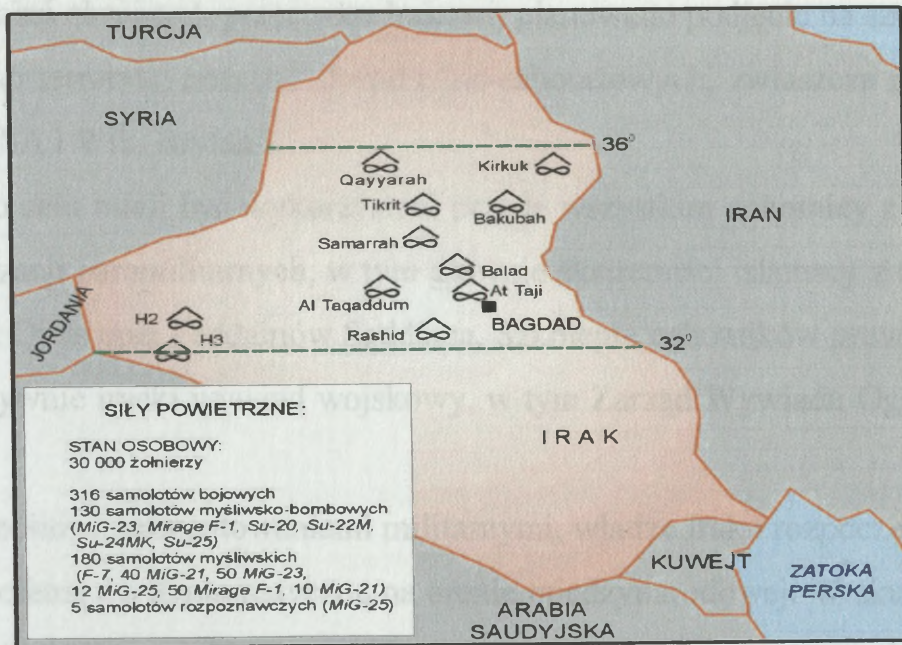 TURCJA
SYRIA
36⁰
Qayyarah
Kirkuk
Tikrit
Bakubah
IRAN
Samarrah
Balad
Al Taqaddum
At Taji
JORDANIA
H2
BAGDAD
H3
Rashid
32⁰
IRAK
SIŁY POWIETRZNE:
STAN OSOBOWY:
30 000 żołnierzy
316 samolotów bojowych
130 samolotów myśliwsko-bombowych
(MiG-23, Mirage F-1, Su-20, Su-22M,
Su-24MK, Su-25)
180 samolotów myśliwskich
(F-7, 40 MiG-21, 50 MiG-23,
12 MiG-25, 50 Mirage F-1, 10 MiG-21)
5 samolotów rozpoznawczych (MiG-25)
KUWEJT
ZATOKA
PERSKA
ARABIA
SAUDYJSKA